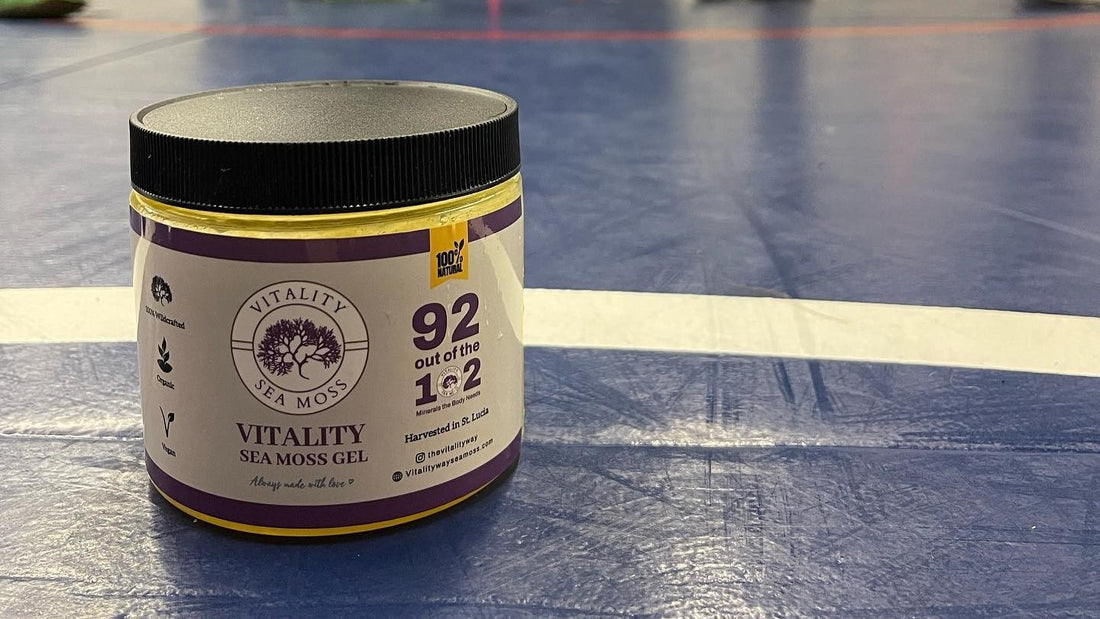 100%
NATURAL
100% Wildcrafted
Organic
Vegan
VITALITY
SEA MOSS
VITALITY
SEA MOSS GEL
Always made with love
92
out of the
102
Minerals the Body Needs
Harvested in St. Lucia
thevitalityway
Vitalitywayseamoss.com